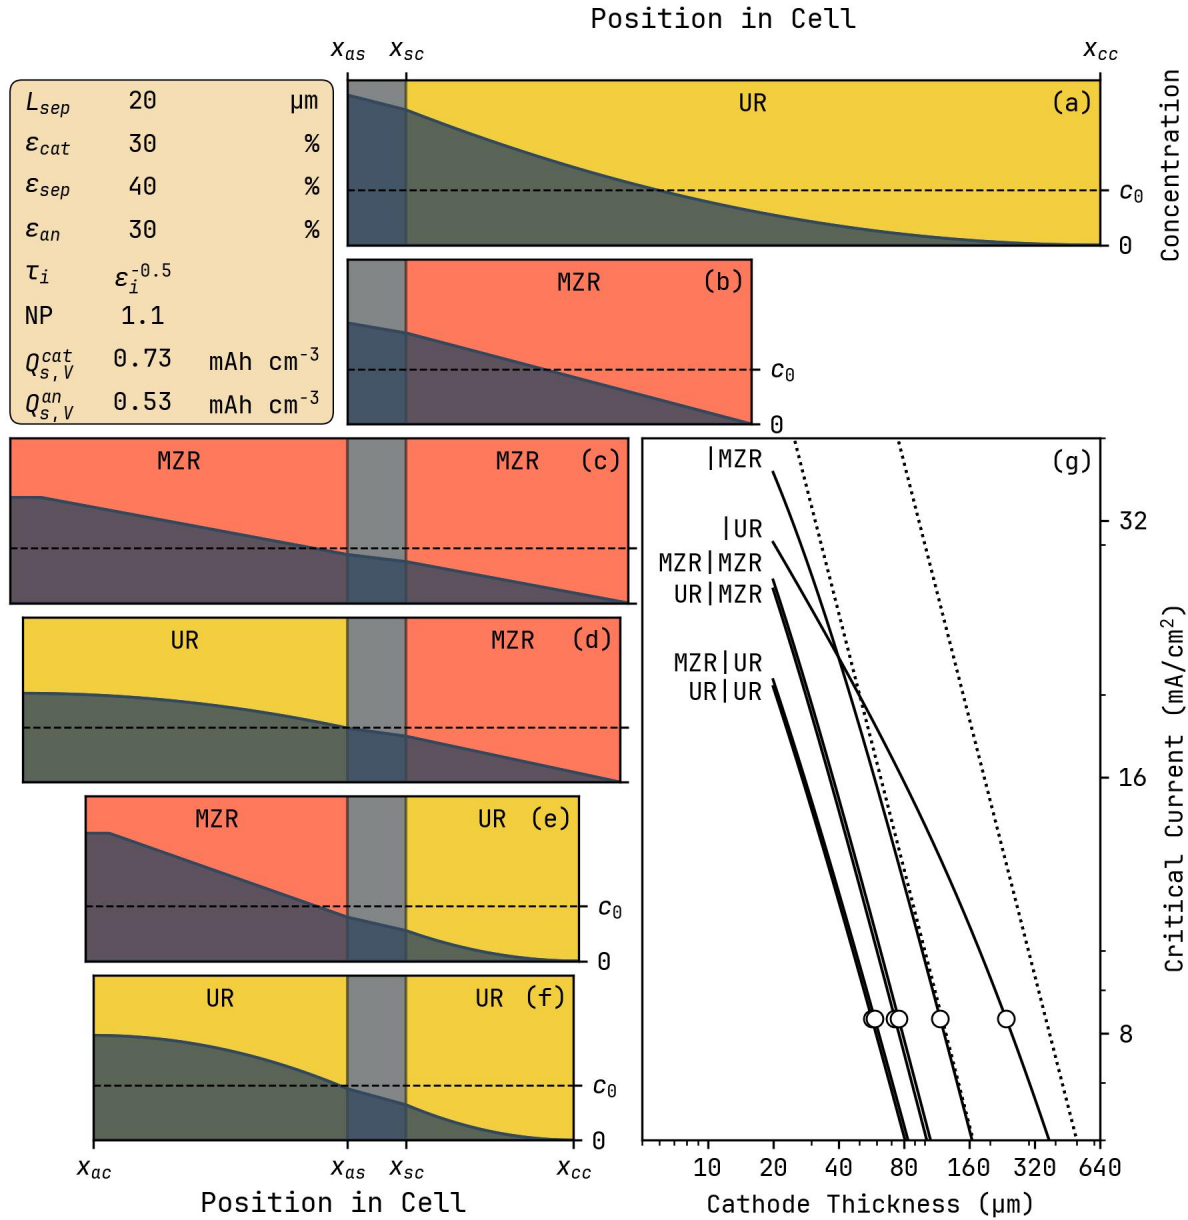 Position in Cell
x_as x_sc x_cc
L_sep 20 µm
ε_cat 30 %
ε_sep 40 %
ε_an 30 %
τ_i ε_i^-0.5
NP 1.1
Q_s,V^cat 0.73 mAh cm^-3
Q_s,V^an 0.53 mAh cm^-3
UR (a)
c_0
0
Concentration
MZR (b)
c_0
0
MZR MZR (c)
UR MZR (d)
MZR UR (e)
c_0
0
UR UR (f)
c_0
0
x_ac x_as x_sc x_cc
Position in Cell
(g)
|MZR
|UR
MZR|MZR
UR|MZR
MZR|UR
UR|UR
32
16
8
Critical Current (mA/cm²)
10 20 40 80 160 320 640
Cathode Thickness (µm)